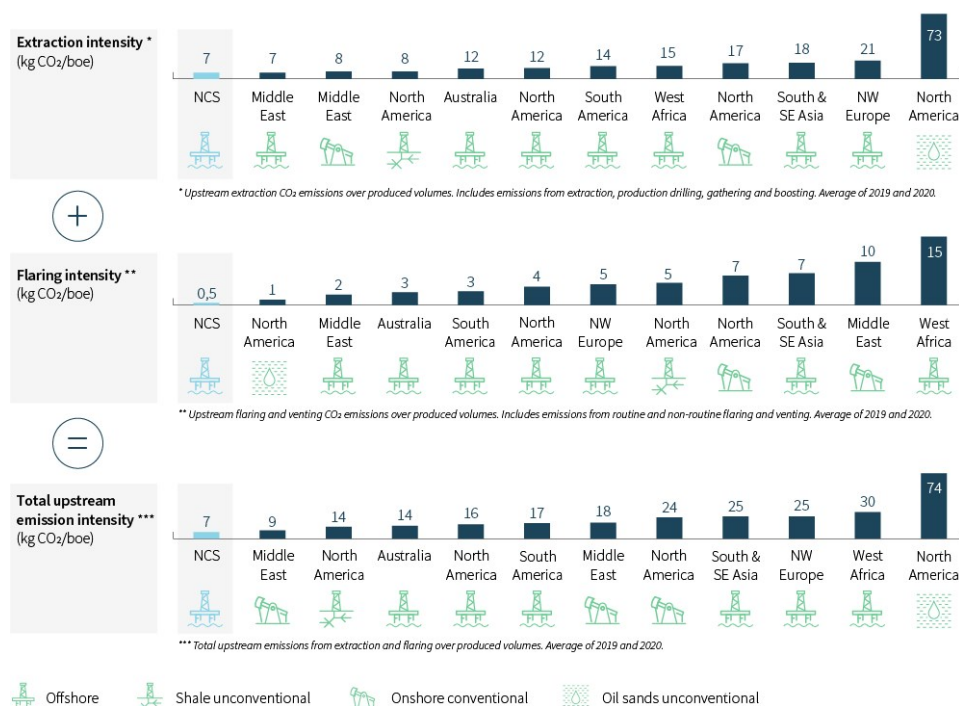 Extraction intensity *
(kg CO₂/boe)
7 7 8 8 12 12 14 15 17 18 21 73
NCS Middle East Middle East North America Australia North America South America West Africa North America South & SE Asia NW Europe North America
* Upstream extraction CO₂ emissions over produced volumes. Includes emissions from extraction, production drilling, gathering and boosting. Average of 2019 and 2020.
+
Flaring intensity **
(kg CO₂/boe)
0,5 1 2 3 3 4 5 5 7 7 10 15
NCS North America Middle East Australia South America North America NW Europe North America North America South & SE Asia Middle East West Africa
** Upstream flaring and venting CO₂ emissions over produced volumes. Includes emissions from routine and non-routine flaring and venting. Average of 2019 and 2020.
=
Total upstream
emission intensity ***
(kg CO₂/boe)
7 9 14 14 16 17 18 24 25 25 30 74
NCS Middle East North America Australia North America South America Middle East North America South & SE Asia NW Europe West Africa North America
*** Total upstream emissions from extraction and flaring over produced volumes. Average of 2019 and 2020.
Offshore Shale unconventional Onshore conventional Oil sands unconventional